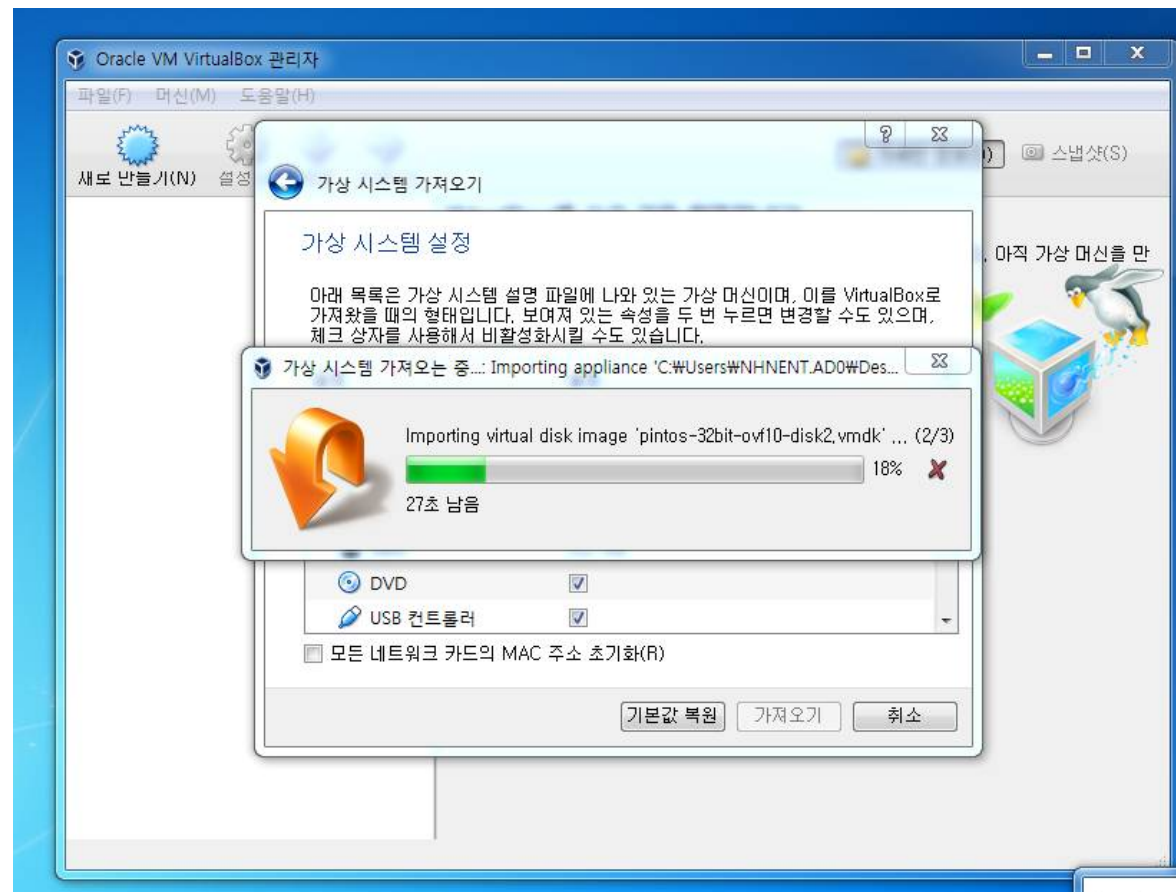 Oracle VM VirtualBox 관리자
파일(F) 머신(M) 도움말(H)
새로 만들기(N) 설정
스냅샷(S)
가상 시스템 가져오기
가상 시스템 설정
, 아직 가상 머신을 만
아래 목록은 가상 시스템 설명 파일에 나와 있는 가상 머신이며, 이를 VirtualBox로
가져왔을 때의 형태입니다. 보여져 있는 속성을 두 번 누르면 변경할 수도 있으며,
체크 상자를 사용해서 비활성화시킬 수도 있습니다.
가상 시스템 가져오는 중...: Importing appliance 'C:₩Users₩NHNENT.AD0₩Des...
Importing virtual disk image 'pintos-32bit-ovf10-disk2.vmdk' ... (2/3)
18%
27초 남음
DVD
USB 컨트롤러
모든 네트워크 카드의 MAC 주소 초기화(R)
기본값 복원 가져오기 취소